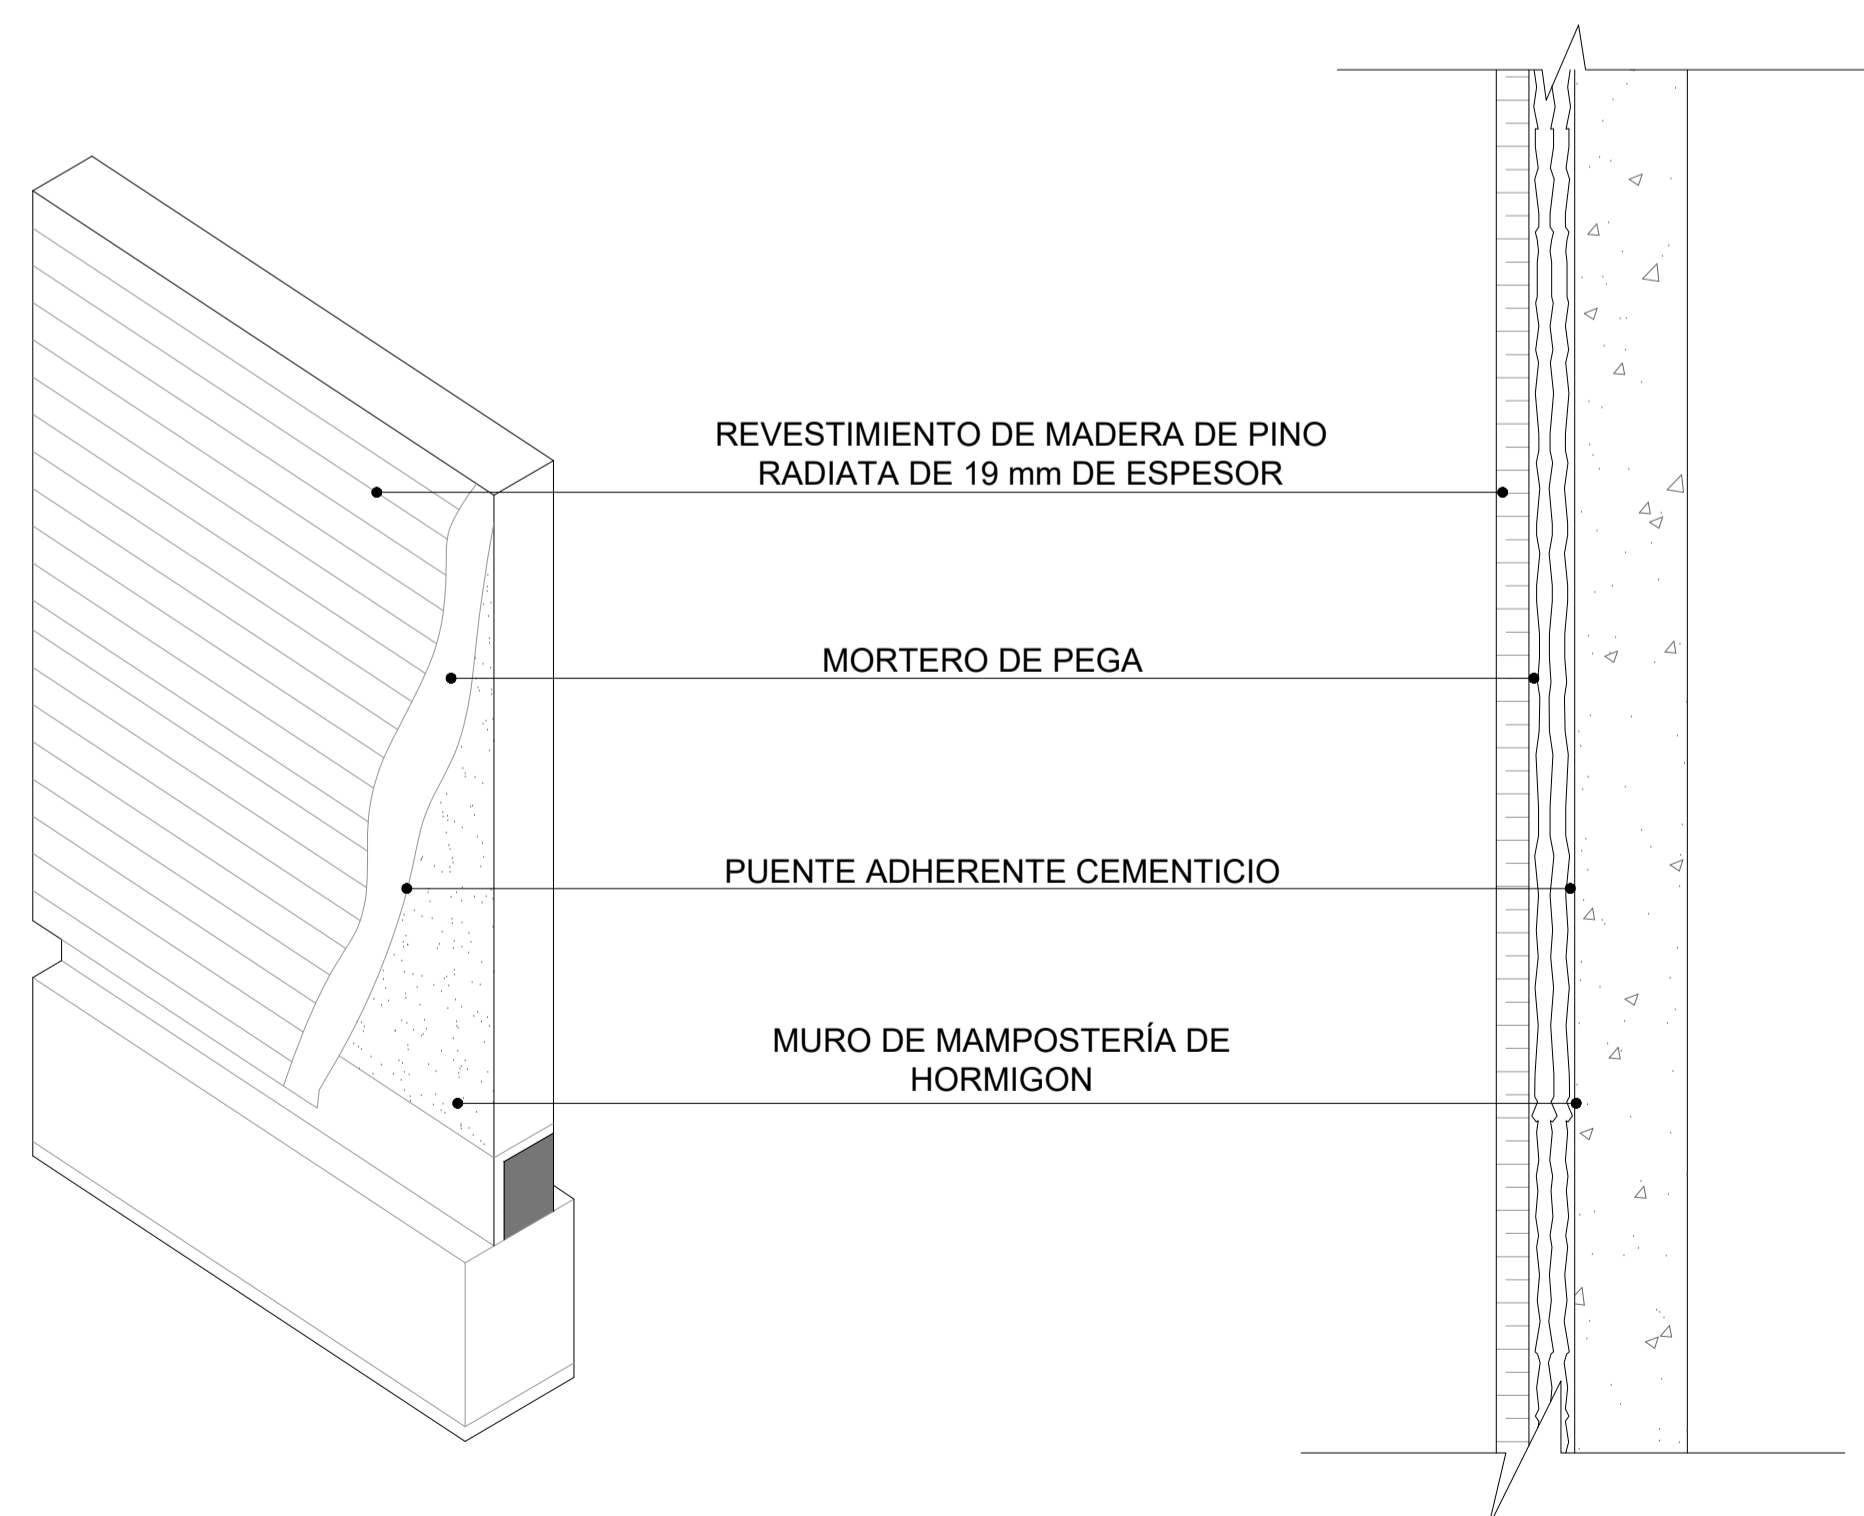 REVESTIMIENTO DE MADERA DE PINO
RADIATA DE 19 mm DE ESPESOR
MORTERO DE PEGA
PUENTE ADHERENTE CEMENTICIO
MURO DE MAMPOSTERÍA DE
HORMIGON